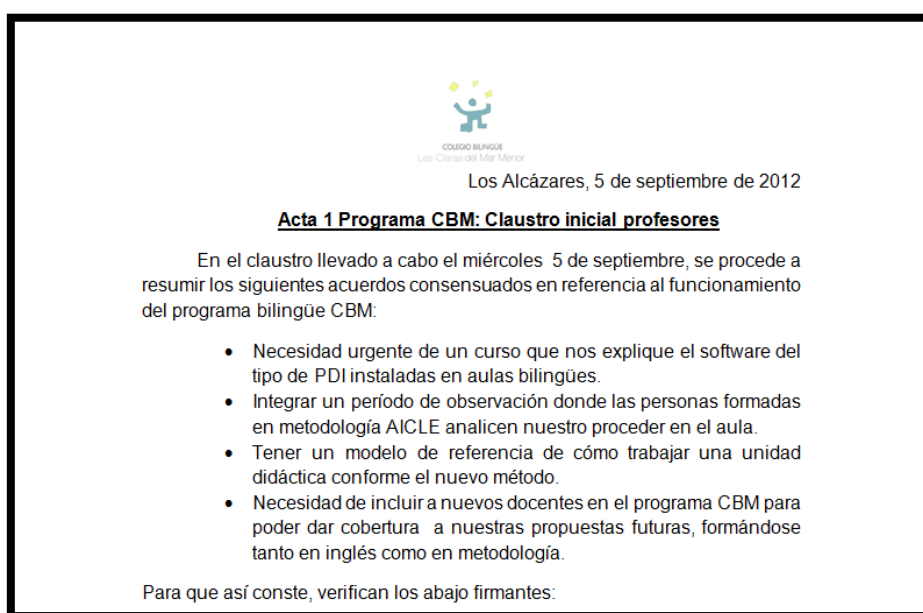 COLEGIO BILINGÜE
Las Claras del Mar Menor
Los Alcázares, 5 de septiembre de 2012
Acta 1 Programa CBM: Claustro inicial profesores
En el claustro llevado a cabo el miércoles 5 de septiembre, se procede a
resumir los siguientes acuerdos consensuados en referencia al funcionamiento
del programa bilingüe CBM:
• Necesidad urgente de un curso que nos explique el software del
tipo de PDI instaladas en aulas bilingües.
• Integrar un período de observación donde las personas formadas
en metodología AICLE analicen nuestro proceder en el aula.
• Tener un modelo de referencia de cómo trabajar una unidad
didáctica conforme el nuevo método.
• Necesidad de incluir a nuevos docentes en el programa CBM para
poder dar cobertura a nuestras propuestas futuras, formándose
tanto en inglés como en metodología.
Para que así conste, verifican los abajo firmantes: